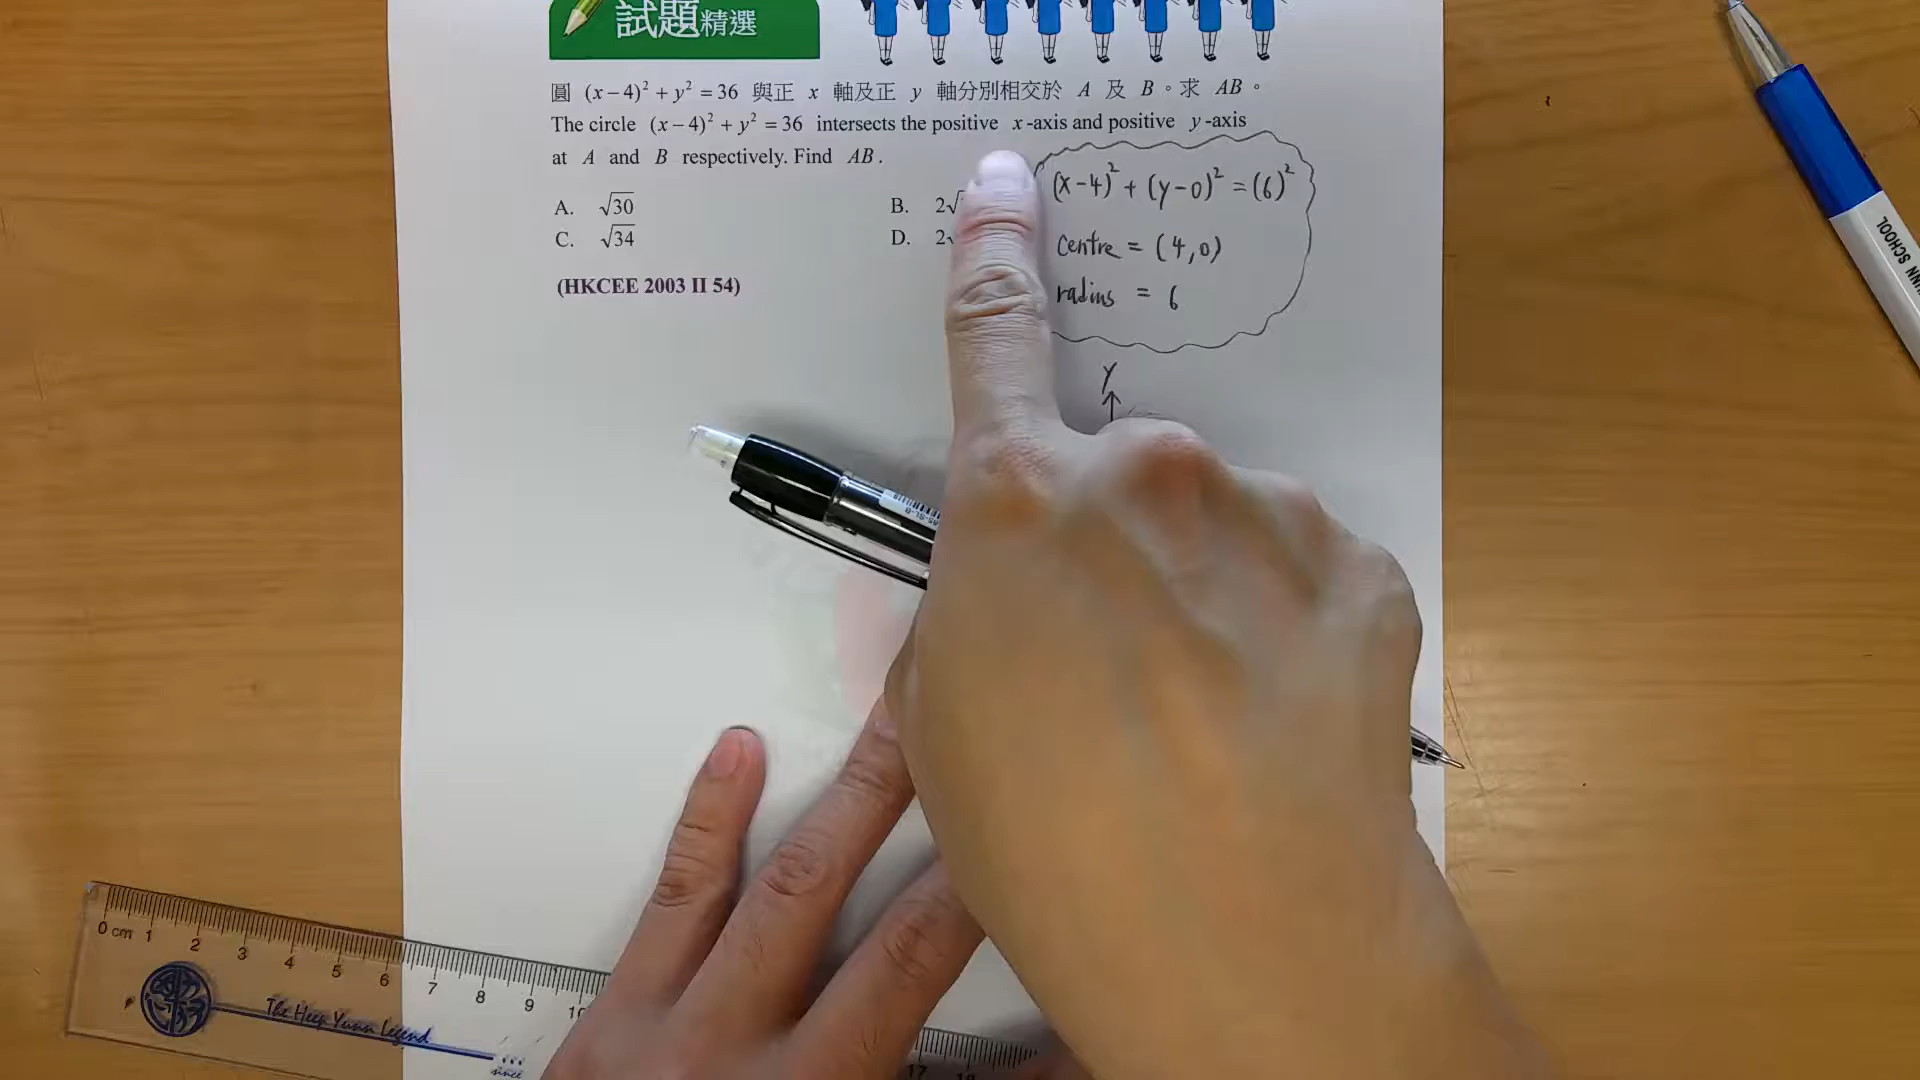 試題精選
圓 (x−4)² + y² = 36 與正 x 軸及正 y 軸分別相交於 A 及 B。求 AB。
The circle (x−4)² + y² = 36 intersects the positive x-axis and positive y-axis
at A and B respectively. Find AB.
A. √30
B. 2√
C. √34
D. 2√
(HKCEE 2003 II 54)
(x−4)² + (y−0)² = (6)²
Centre = (4,0)
radius = 6
y
0 cm 1 2 3 4 5 6 7 8 9 10
17
The Heep Yunn Legend
since
NN SCHOOL